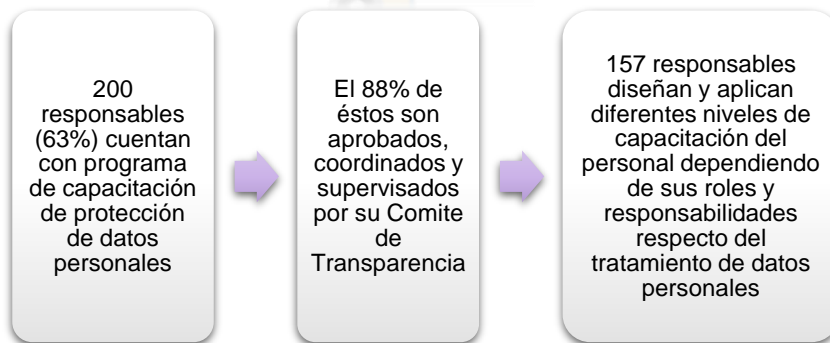 200
responsables
(63%) cuentan
con programa
de capacitación
de protección
de datos
personales
El 88% de
éstos son
aprobados,
coordinados y
supervisados
por su Comite
de
Transparencia
157 responsables
diseñan y aplican
diferentes niveles de
capacitación del
personal dependiendo
de sus roles y
responsabilidades
respecto del
tratamiento de datos
personales